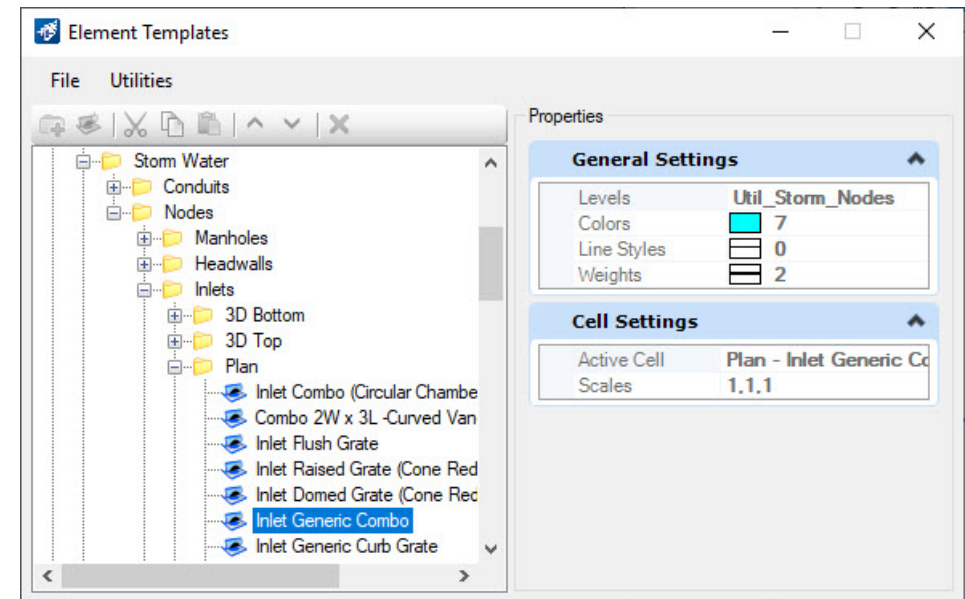 Element Templates
File Utilities
Storm Water
Conduits
Nodes
Manholes
Headwalls
Inlets
3D Bottom
3D Top
Plan
Inlet Combo (Circular Chambe
Combo 2W x 3L -Curved Van
Inlet Flush Grate
Inlet Raised Grate (Cone Red
Inlet Domed Grate (Cone Red
Inlet Generic Combo
Inlet Generic Curb Grate
Properties
General Settings
Levels Util_Storm_Nodes
Colors 7
Line Styles 0
Weights 2
Cell Settings
Active Cell Plan - Inlet Generic Co
Scales 1,1,1